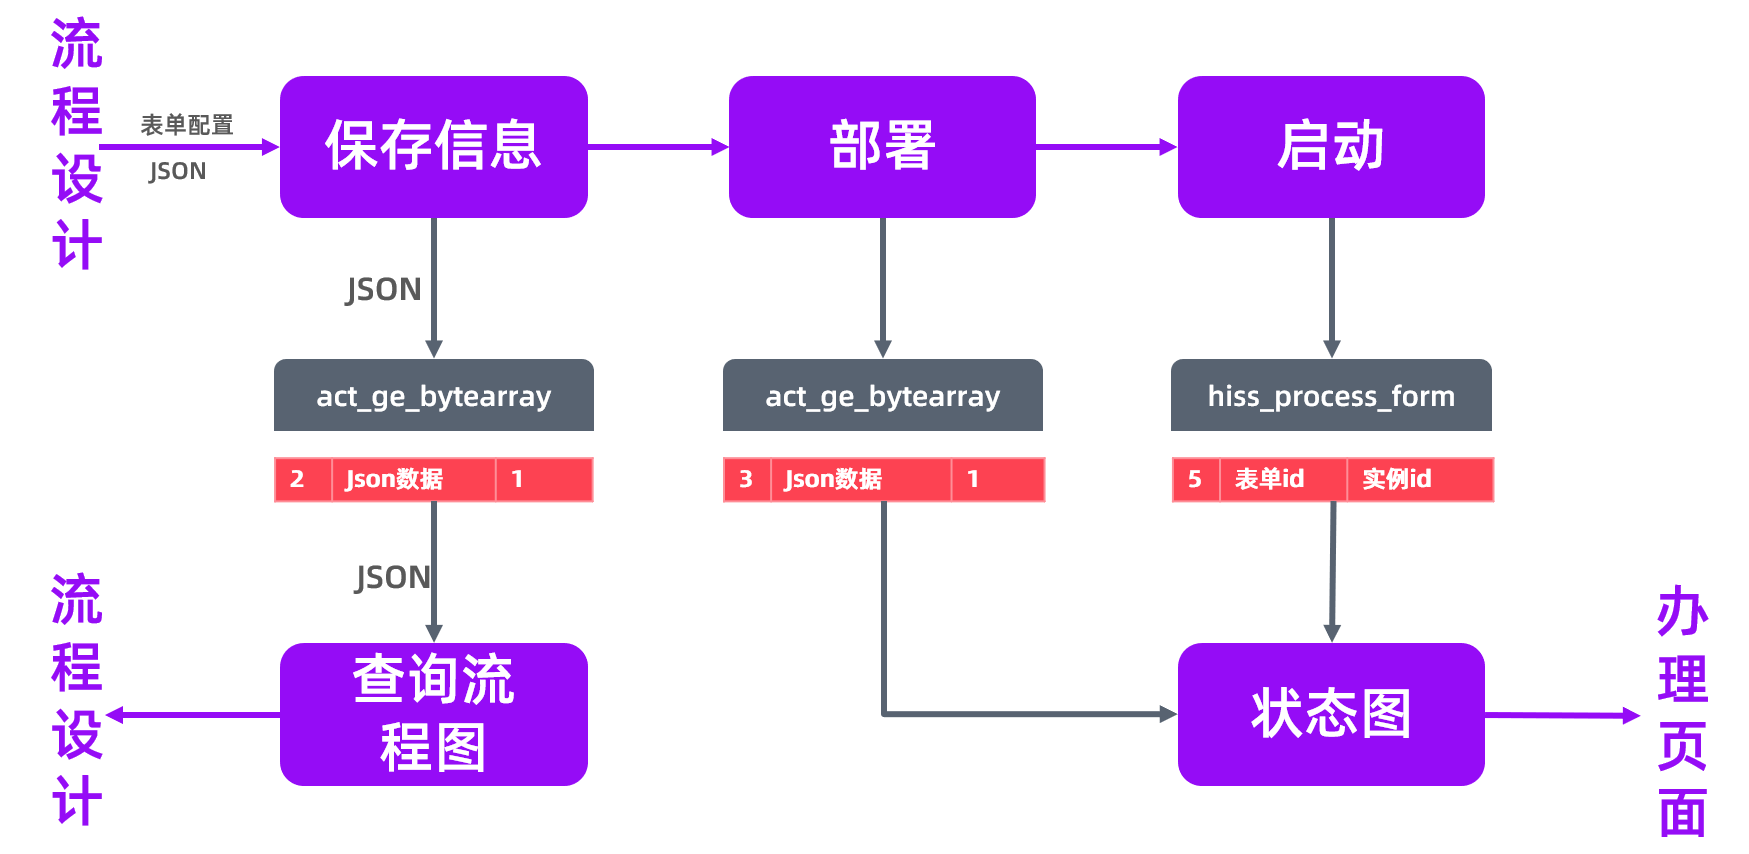 流程设计
表单配置
JSON
保存信息
部署
启动
JSON
act_ge_bytearray
act_ge_bytearray
hiss_process_form
2 Json数据 1
3 Json数据 1
5 表单id 实例id
JSON
流程设计
查询流
程图
状态图
办理页面